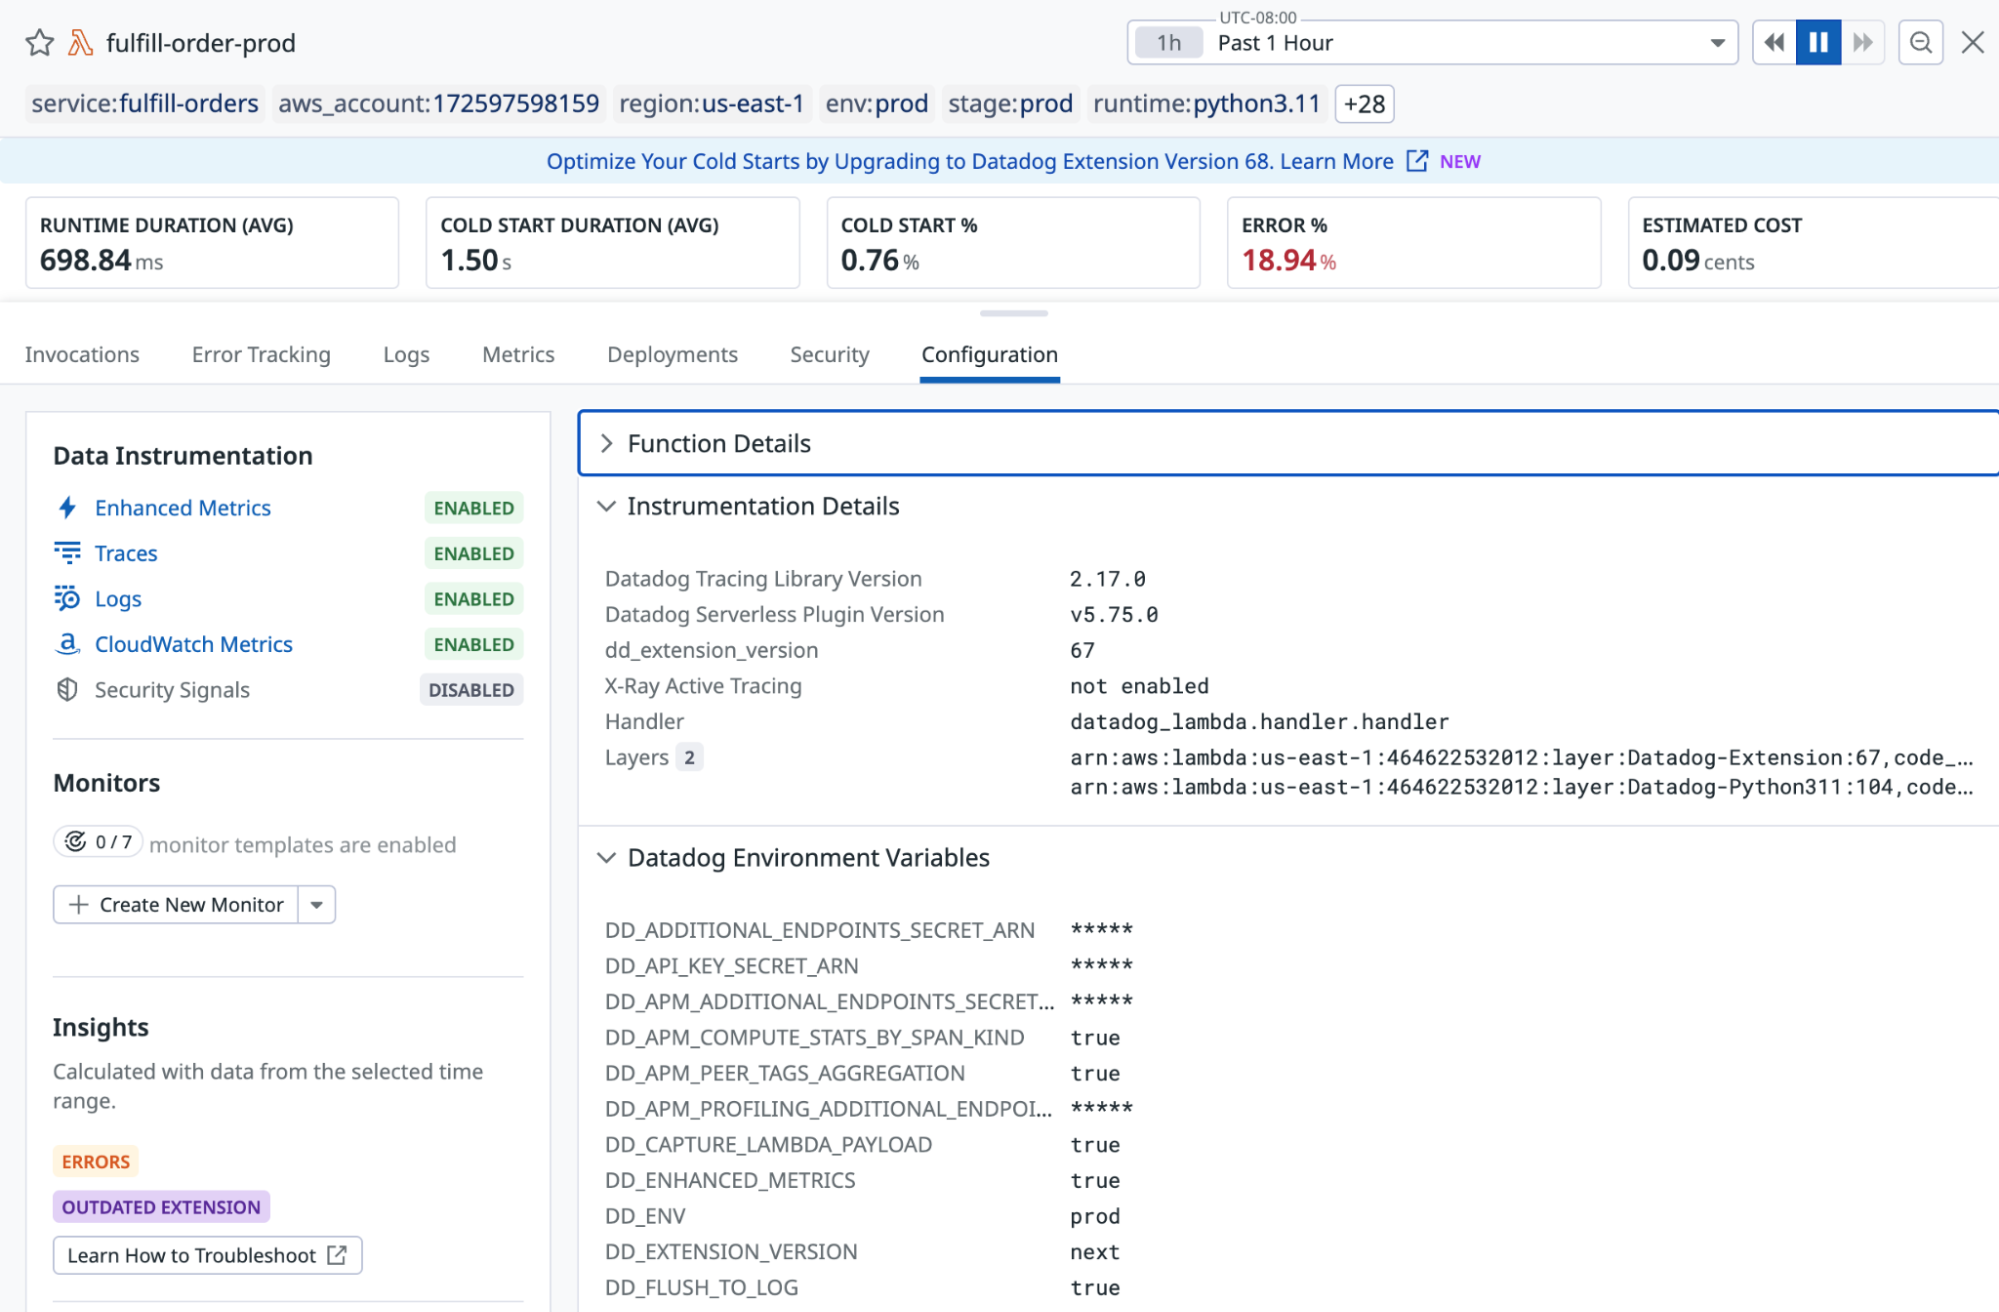 fulfill-order-prod
UTC-08:00
1h Past 1 Hour
service:fulfill-orders aws_account:172597598159 region:us-east-1 env:prod stage:prod runtime:python3.11 +28
Optimize Your Cold Starts by Upgrading to Datadog Extension Version 68. Learn More NEW
RUNTIME DURATION (AVG)
698.84 ms
COLD START DURATION (AVG)
1.50 s
COLD START %
0.76 %
ERROR %
18.94 %
ESTIMATED COST
0.09 cents
Invocations Error Tracking Logs Metrics Deployments Security Configuration
Data Instrumentation
Enhanced Metrics ENABLED
Traces ENABLED
Logs ENABLED
CloudWatch Metrics ENABLED
Security Signals DISABLED
Monitors
0 / 7 monitor templates are enabled
Create New Monitor
Insights
Calculated with data from the selected time
range.
ERRORS
OUTDATED EXTENSION
Learn How to Troubleshoot
Function Details
Instrumentation Details
Datadog Tracing Library Version 2.17.0
Datadog Serverless Plugin Version v5.75.0
dd_extension_version 67
X-Ray Active Tracing not enabled
Handler datadog_lambda.handler.handler
Layers 2 arn:aws:lambda:us-east-1:464622532012:layer:Datadog-Extension:67,code_...
arn:aws:lambda:us-east-1:464622532012:layer:Datadog-Python311:104,code...
Datadog Environment Variables
DD_ADDITIONAL_ENDPOINTS_SECRET_ARN *****
DD_API_KEY_SECRET_ARN *****
DD_APM_ADDITIONAL_ENDPOINTS_SECRET... *****
DD_APM_COMPUTE_STATS_BY_SPAN_KIND true
DD_APM_PEER_TAGS_AGGREGATION true
DD_APM_PROFILING_ADDITIONAL_ENDPOI... *****
DD_CAPTURE_LAMBDA_PAYLOAD true
DD_ENHANCED_METRICS true
DD_ENV prod
DD_EXTENSION_VERSION next
DD_FLUSH_TO_LOG true